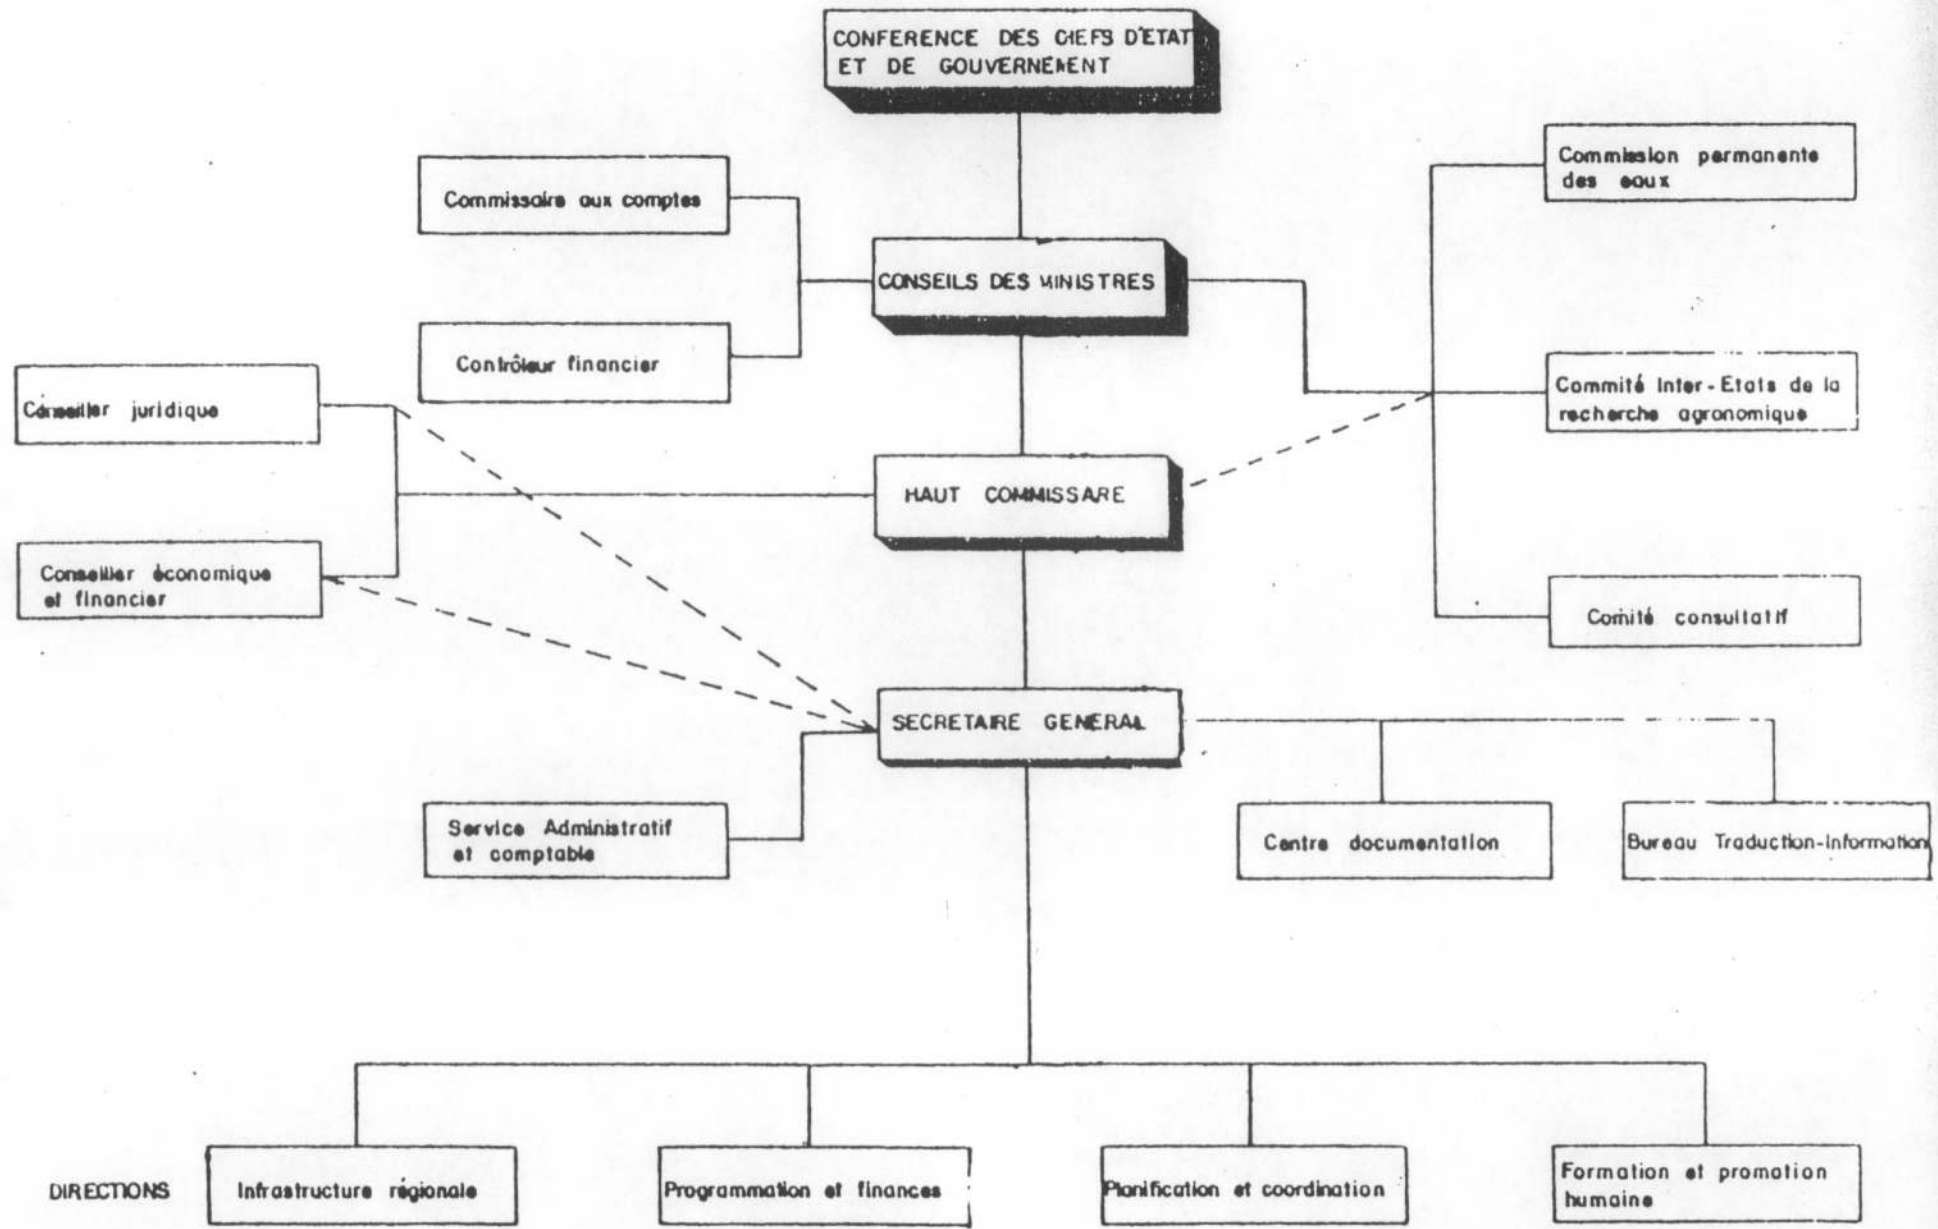 CONFERENCE DES CHEFS D'ETAT
ET DE GOUVERNEMENT
Commissaire aux comptes
Commission permanente
des eaux
CONSEILS DES MINISTRES
Contrôleur financier
Conseiller juridique
Commité Inter-Etats de la
recherche agronomique
HAUT COMMISSARE
Conseiller économique
et financier
Comité consultatif
SECRETAIRE GENERAL
Service Administratif
et comptable
Centre documentation
Bureau Traduction-Information
DIRECTIONS
Infrastructure régionale
Programmation et finances
Planification et coordination
Formation et promation
humaine